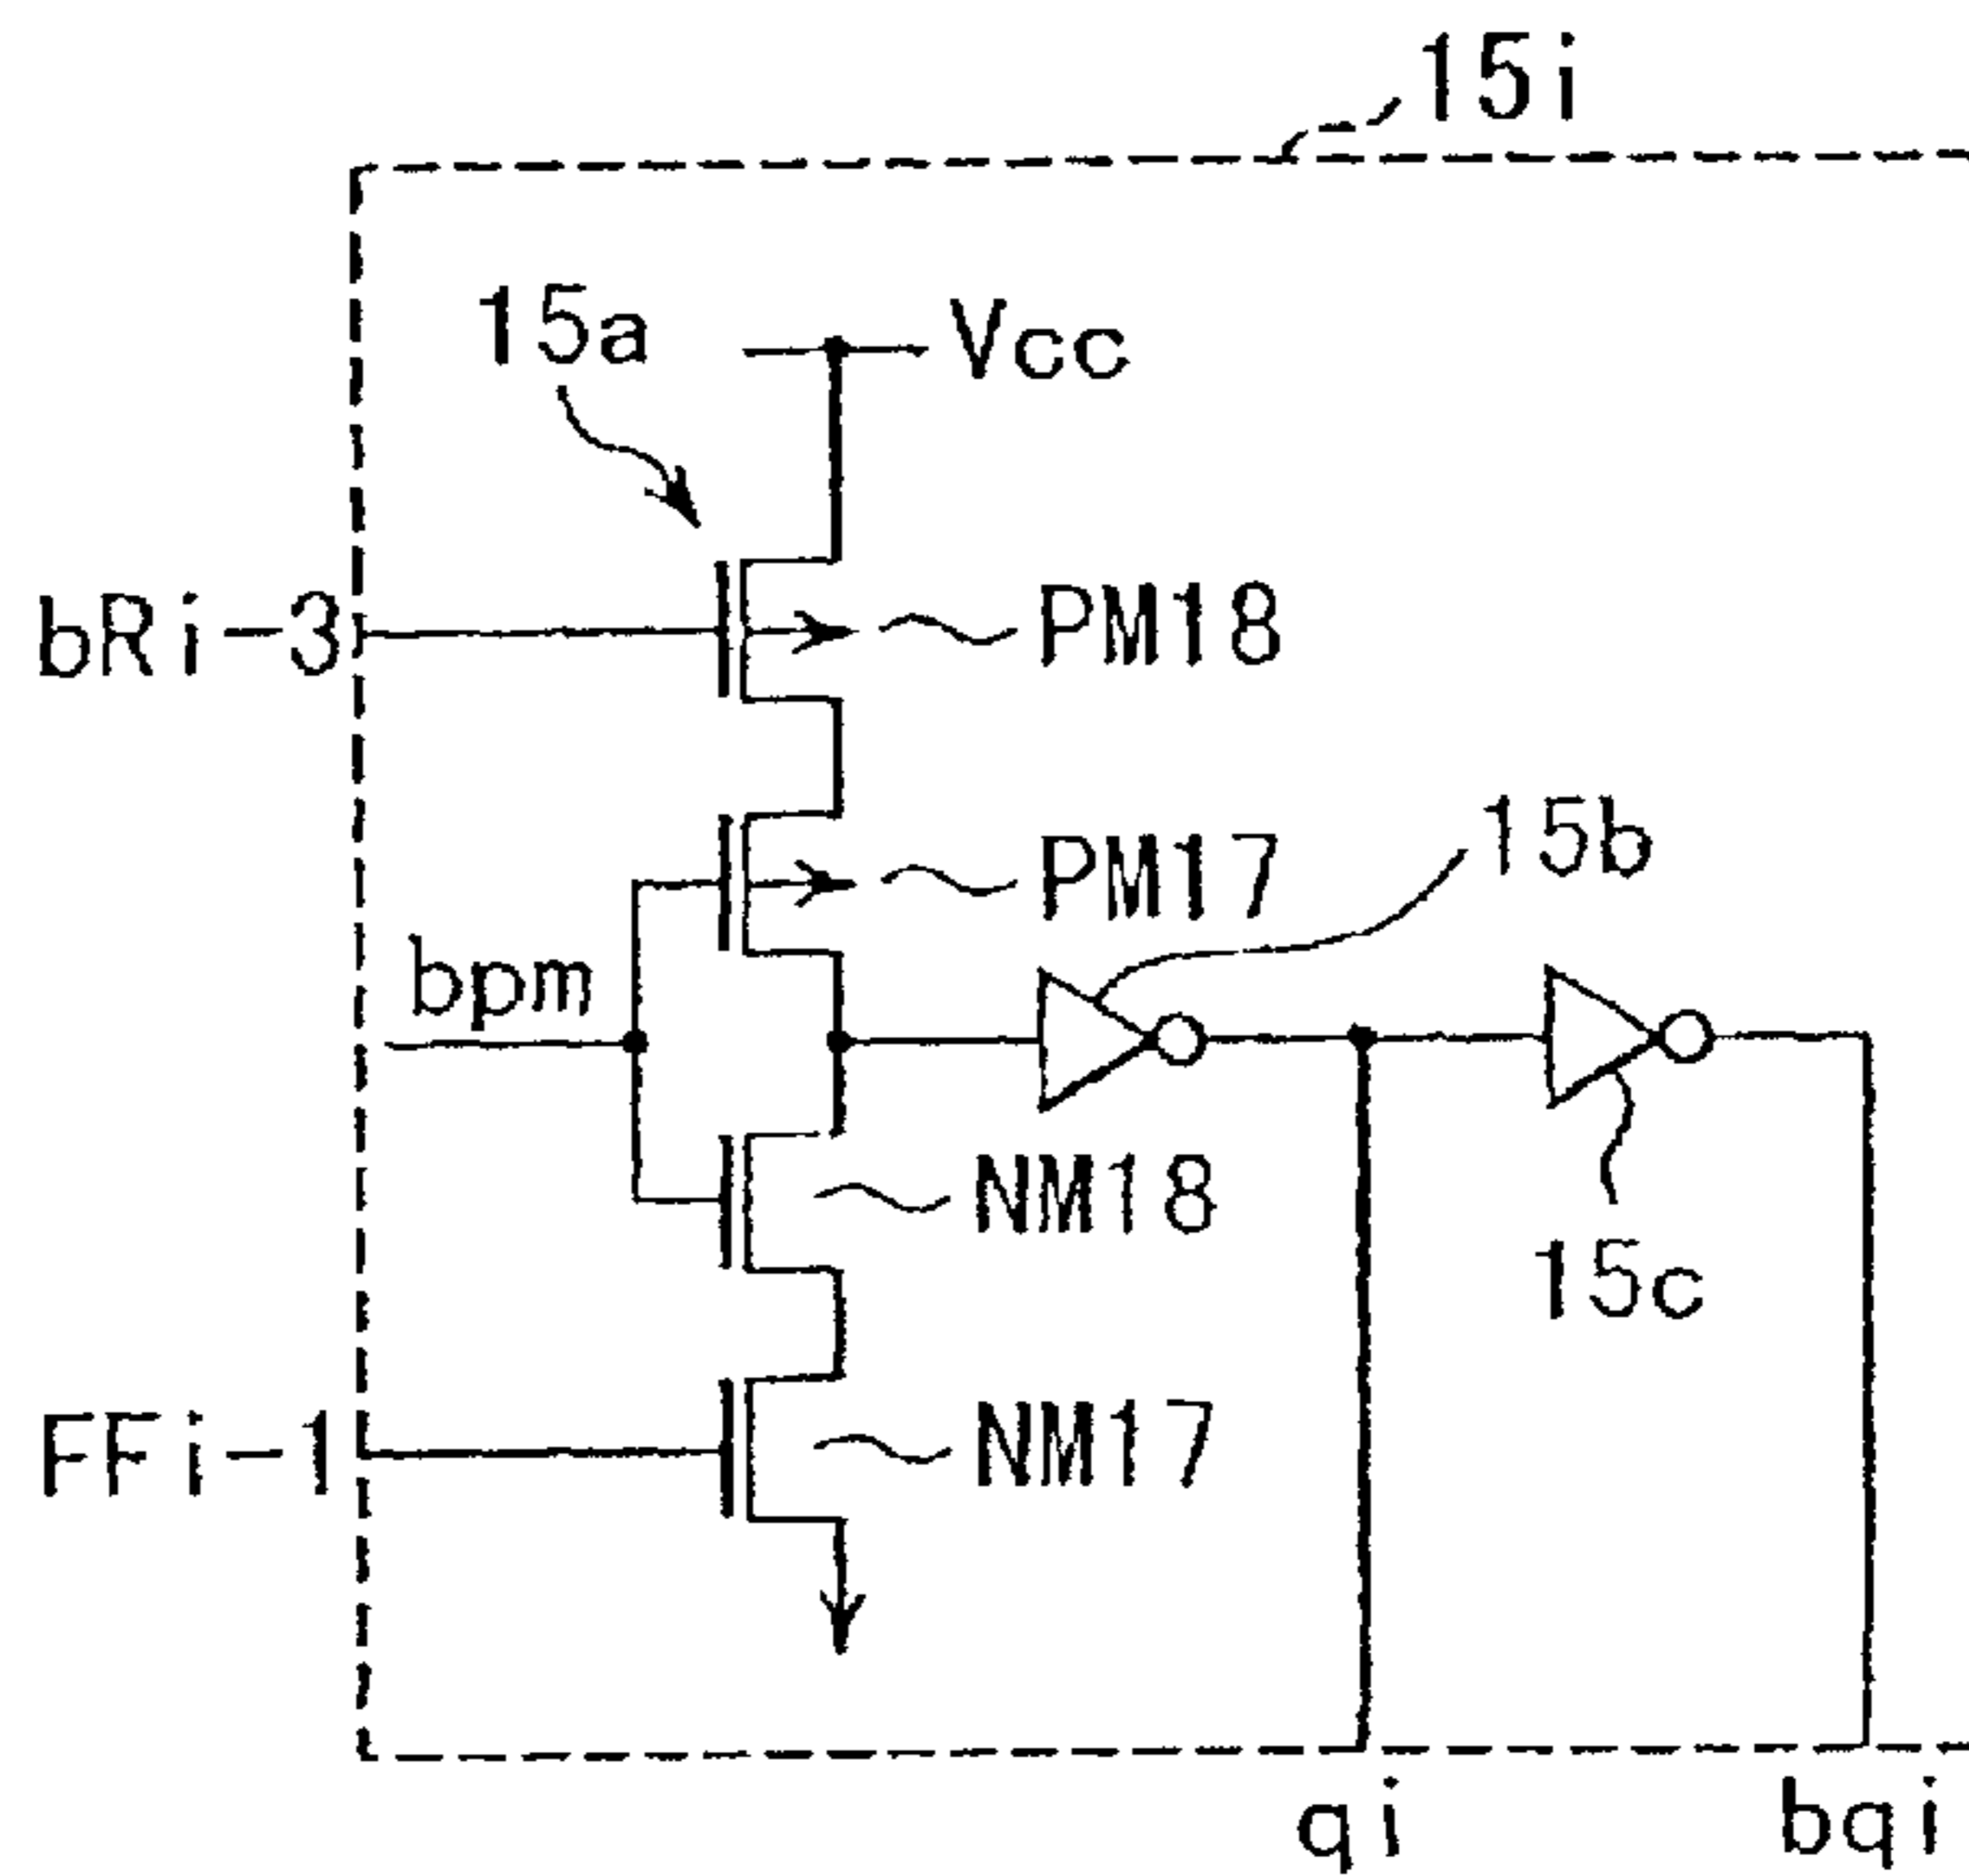 15i
15a
Vcc
bRi-3
PM18
PM17
15b
bpm
NM18
15c
FFi-1
NM17
qi
bqi